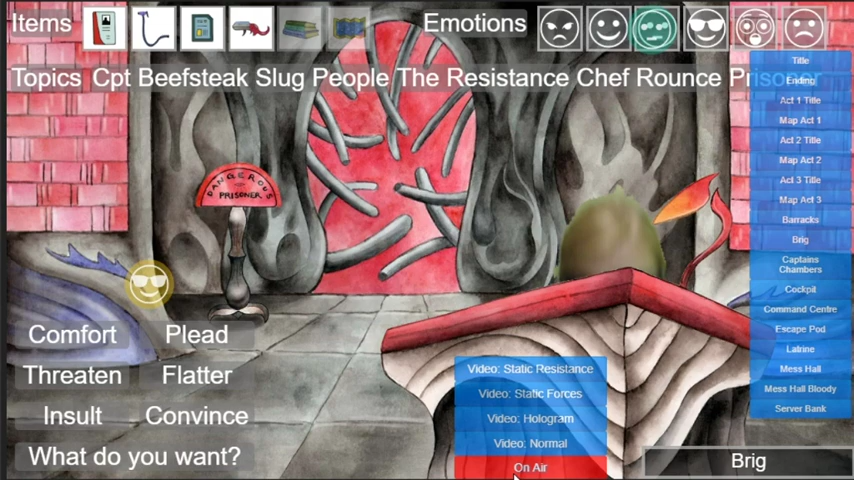 Items
Emotions
Topics Cpt Beefsteak Slug People The Resistance Chef Rounce
DANGEROUS
PRISONER
Comfort Plead
Threaten Flatter
Insult Convince
What do you want?
Video: Static Resistance
Video: Static Forces
Video: Hologram
Video: Normal
On Air
Title
Ending
Act 1 Title
Map Act 1
Act 2 Title
Map Act 2
Act 3 Title
Map Act 3
Barracks
Brig
Captains
Chambers
Cockpit
Command Centre
Escape Pod
Latrine
Mess Hall
Mess Hall Bloody
Server Bank
Brig